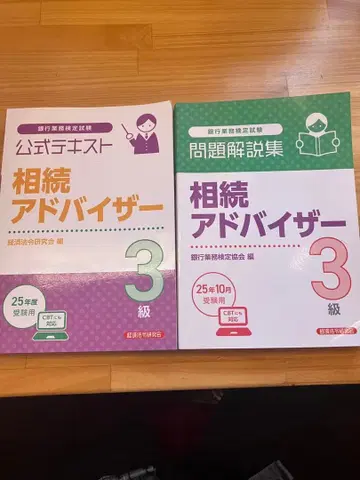 銀行業務検定試験
公式テキスト
相続
アドバイザー
経済法令研究会 編
3
級
25年度
受験用
CBTにも
対応
経済法令研究会
銀行業務検定試験
問題解説集
相続
アドバイザー
銀行業務検定協会 編
3
級
25年10月
受験用
CBTにも
対応
経済法令研究会